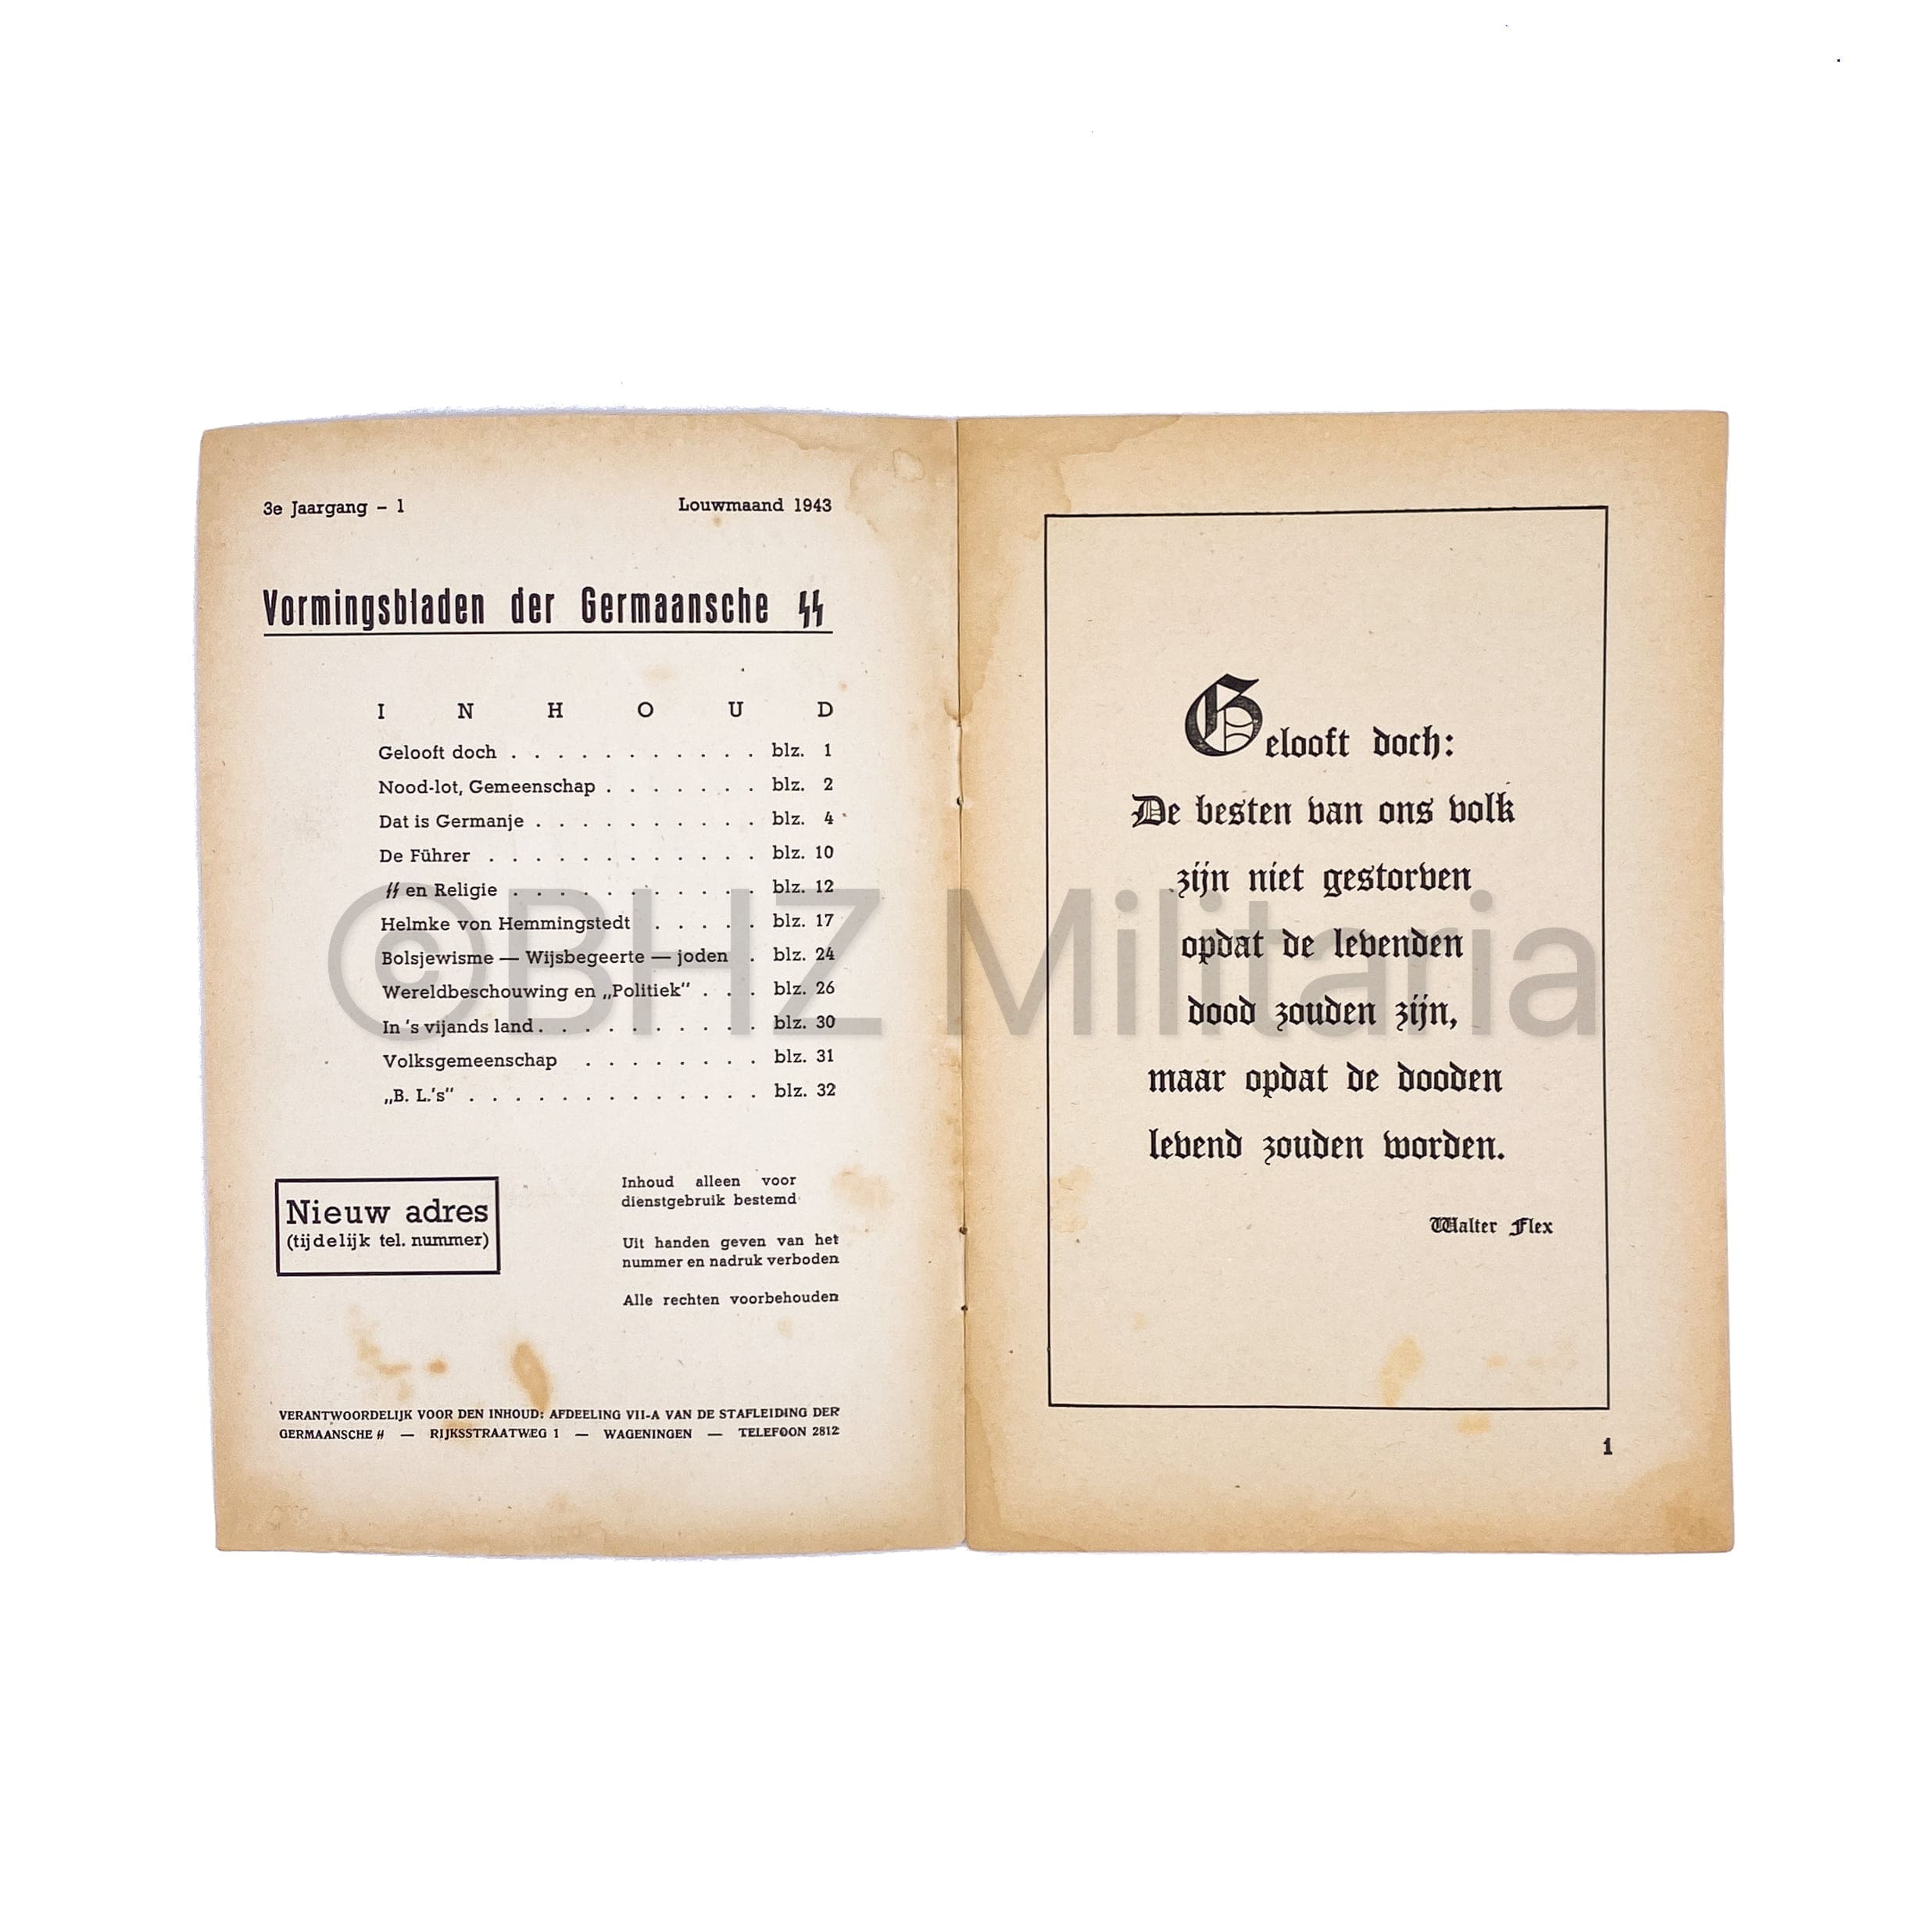 3e Jaargang – 1 Louwmaand 1943
Vormingsbladen der Germaansche ᛋᛋ
I N H O U D
Gelooft doch . . . . . . . . . . . blz. 1
Nood-lot, Gemeenschap . . . . . . . blz. 2
Dat is Germanje . . . . . . . . . . blz. 4
De Führer . . . . . . . . . . . . blz. 10
ᛋᛋ en Religie . . . . . . . . . . . blz. 12
Helmke von Hemmingstedt . . . . . blz. 17
Bolsjewisme — Wijsbegeerte — joden . blz. 24
Wereldbeschouwing en „Politiek" . . . blz. 26
In 's vijands land . . . . . . . . . . blz. 30
Volksgemeenschap . . . . . . . . blz. 31
„B. L.'s" . . . . . . . . . . . . . blz. 32
Nieuw adres
(tijdelijk tel. nummer)
Inhoud alleen voor
dienstgebruik bestemd
Uit handen geven van het
nummer en nadruk verboden
Alle rechten voorbehouden
VERANTWOORDELIJK VOOR DEN INHOUD: AFDEELING VII-A VAN DE STAFLEIDING DER
GERMAANSCHE ᛋᛋ — RIJKSSTRAATWEG 1 — WAGENINGEN — TELEFOON 2812
Gelooft doch:
De besten van ons volk
zijn niet gestorven
opdat de levenden
dood zouden zijn,
maar opdat de dooden
levend zouden worden.
Walter Flex
1
©BHZ Militaria